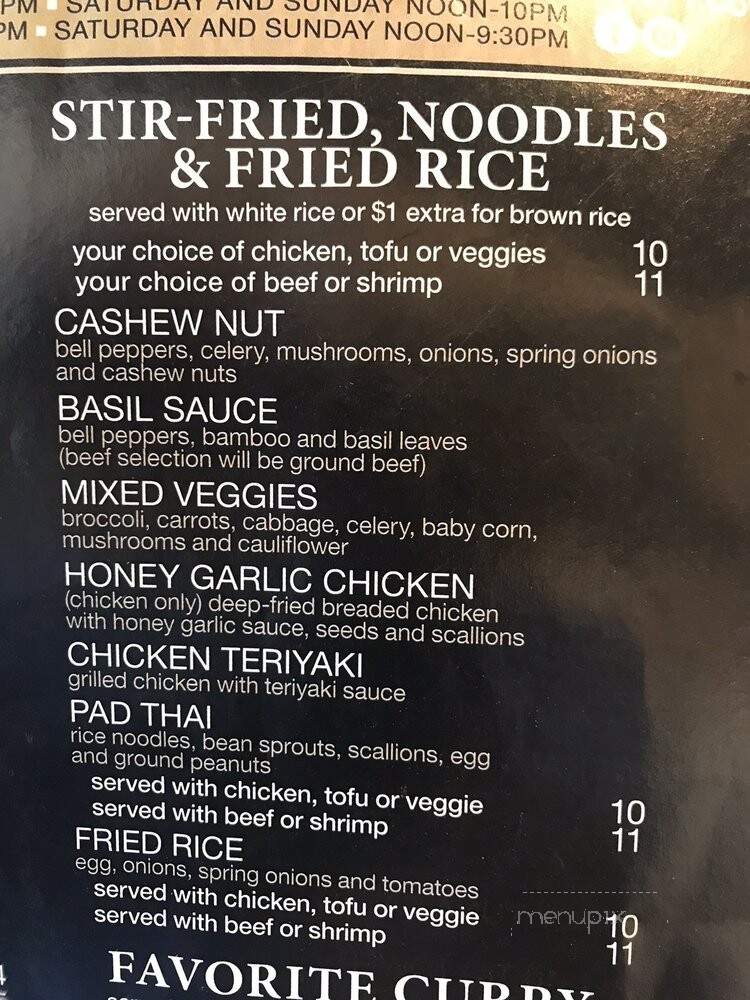 PM ▪ SATURDAY AND SUNDAY NOON-10PM
PM ▪ SATURDAY AND SUNDAY NOON-9:30PM
STIR-FRIED, NOODLES
& FRIED RICE
served with white rice or $1 extra for brown rice
your choice of chicken, tofu or veggies 10
your choice of beef or shrimp 11
CASHEW NUT
bell peppers, celery, mushrooms, onions, spring onions
and cashew nuts
BASIL SAUCE
bell peppers, bamboo and basil leaves
(beef selection will be ground beef)
MIXED VEGGIES
broccoli, carrots, cabbage, celery, baby corn,
mushrooms and cauliflower
HONEY GARLIC CHICKEN
(chicken only) deep-fried breaded chicken
with honey garlic sauce, seeds and scallions
CHICKEN TERIYAKI
grilled chicken with teriyaki sauce
PAD THAI
rice noodles, bean sprouts, scallions, egg
and ground peanuts
served with chicken, tofu or veggie 10
served with beef or shrimp 11
FRIED RICE
egg, onions, spring onions and tomatoes
served with chicken, tofu or veggie 10
served with beef or shrimp 11
menupix
4
FAVORITE CURRY